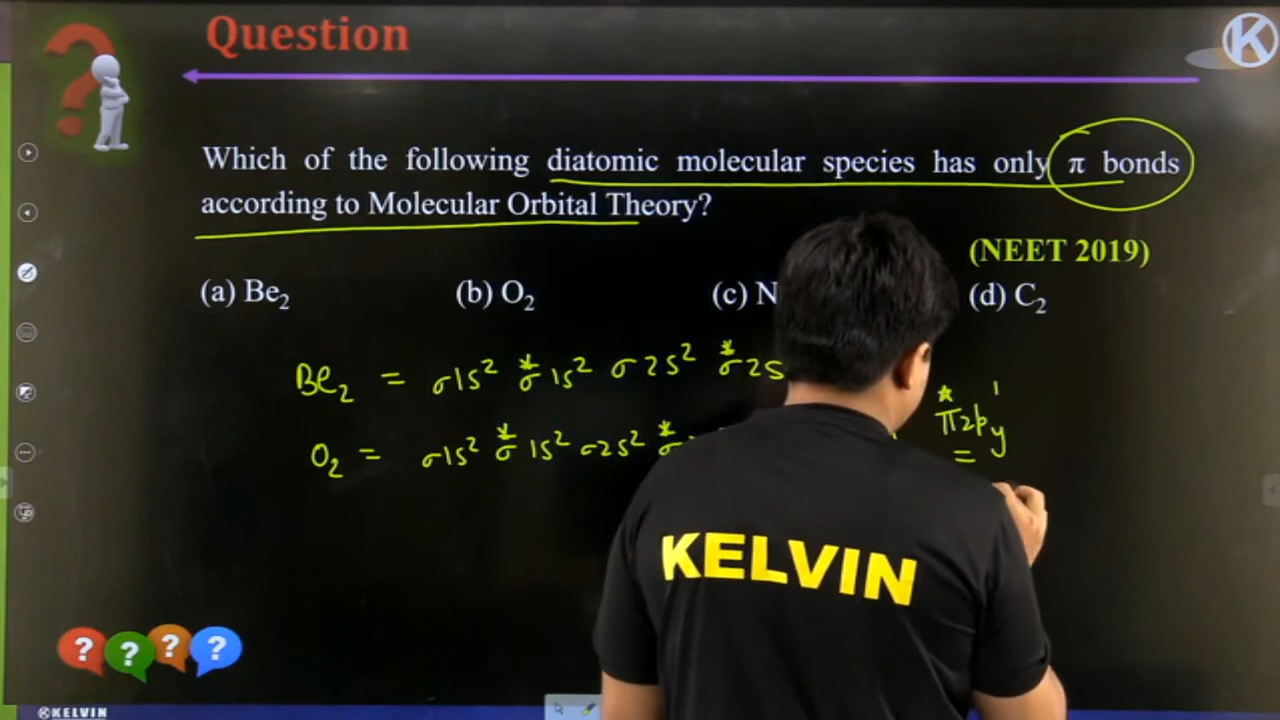 Question
K
Which of the following diatomic molecular species has only π bonds
according to Molecular Orbital Theory?
(NEET 2019)
(a) Be₂ (b) O₂ (c) N (d) C₂
Be₂ = σ1s² σ*1s² σ2s² σ*2s
O₂ = σ1s² σ*1s² σ2s² σ* π*2py¹
KELVIN
? ? ? ?
KELVIN